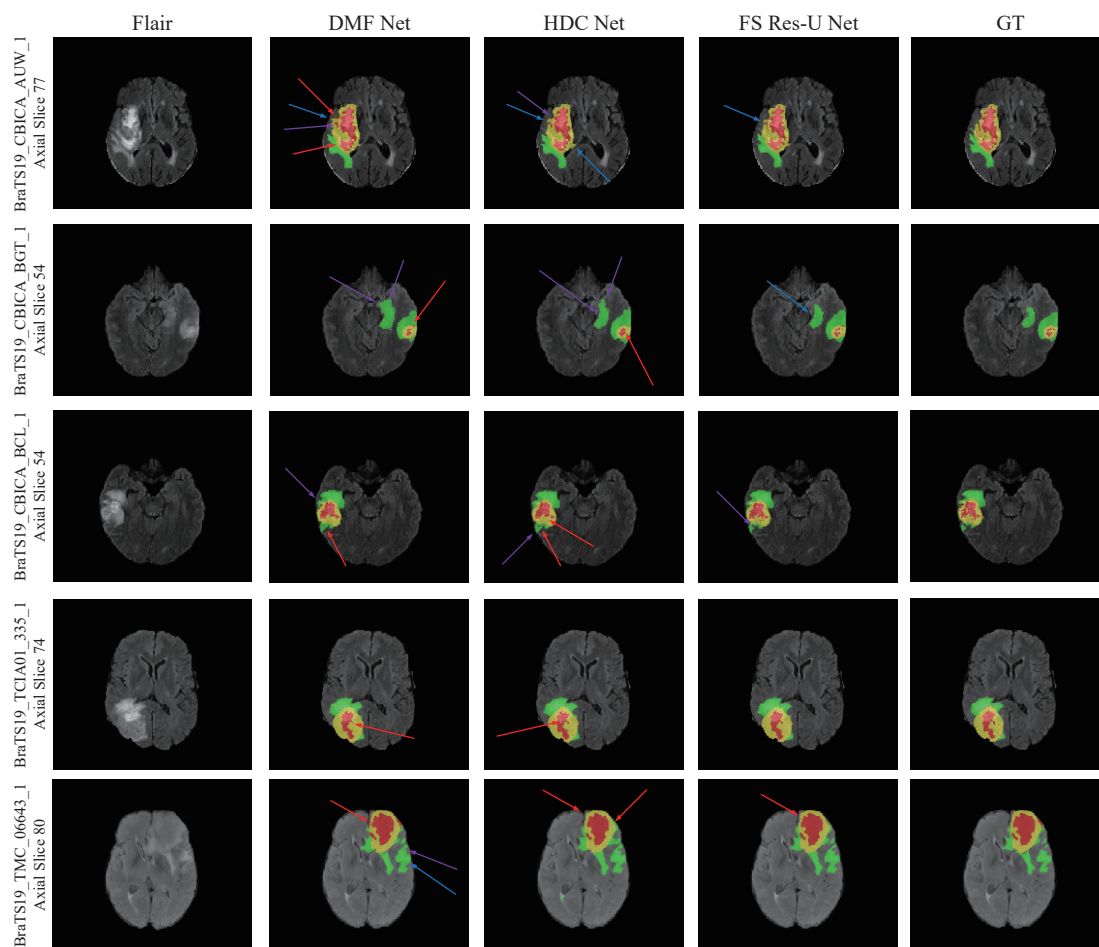 Flair
DMF Net
HDC Net
FS Res-U Net
GT
BraTS19_CBICA_AUW_1
Axial Slice 77
BraTS19_CBICA_BGT_1
Axial Slice 54
BraTS19_CBICA_BCL_1
Axial Slice 54
BraTS19_TCIA01_335_1
Axial Slice 74
BraTS19_TMC_06643_1
Axial Slice 80